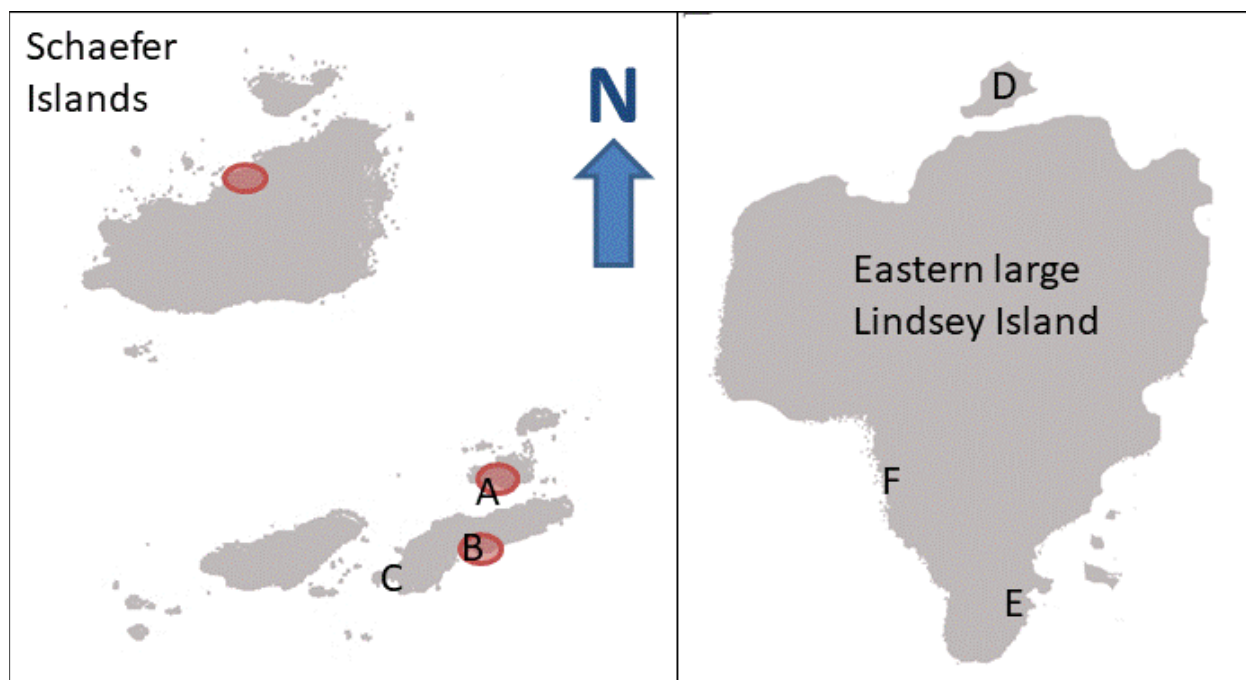 Schaefer
Islands
N
A
B
C
D
Eastern large
Lindsey Island
F
E